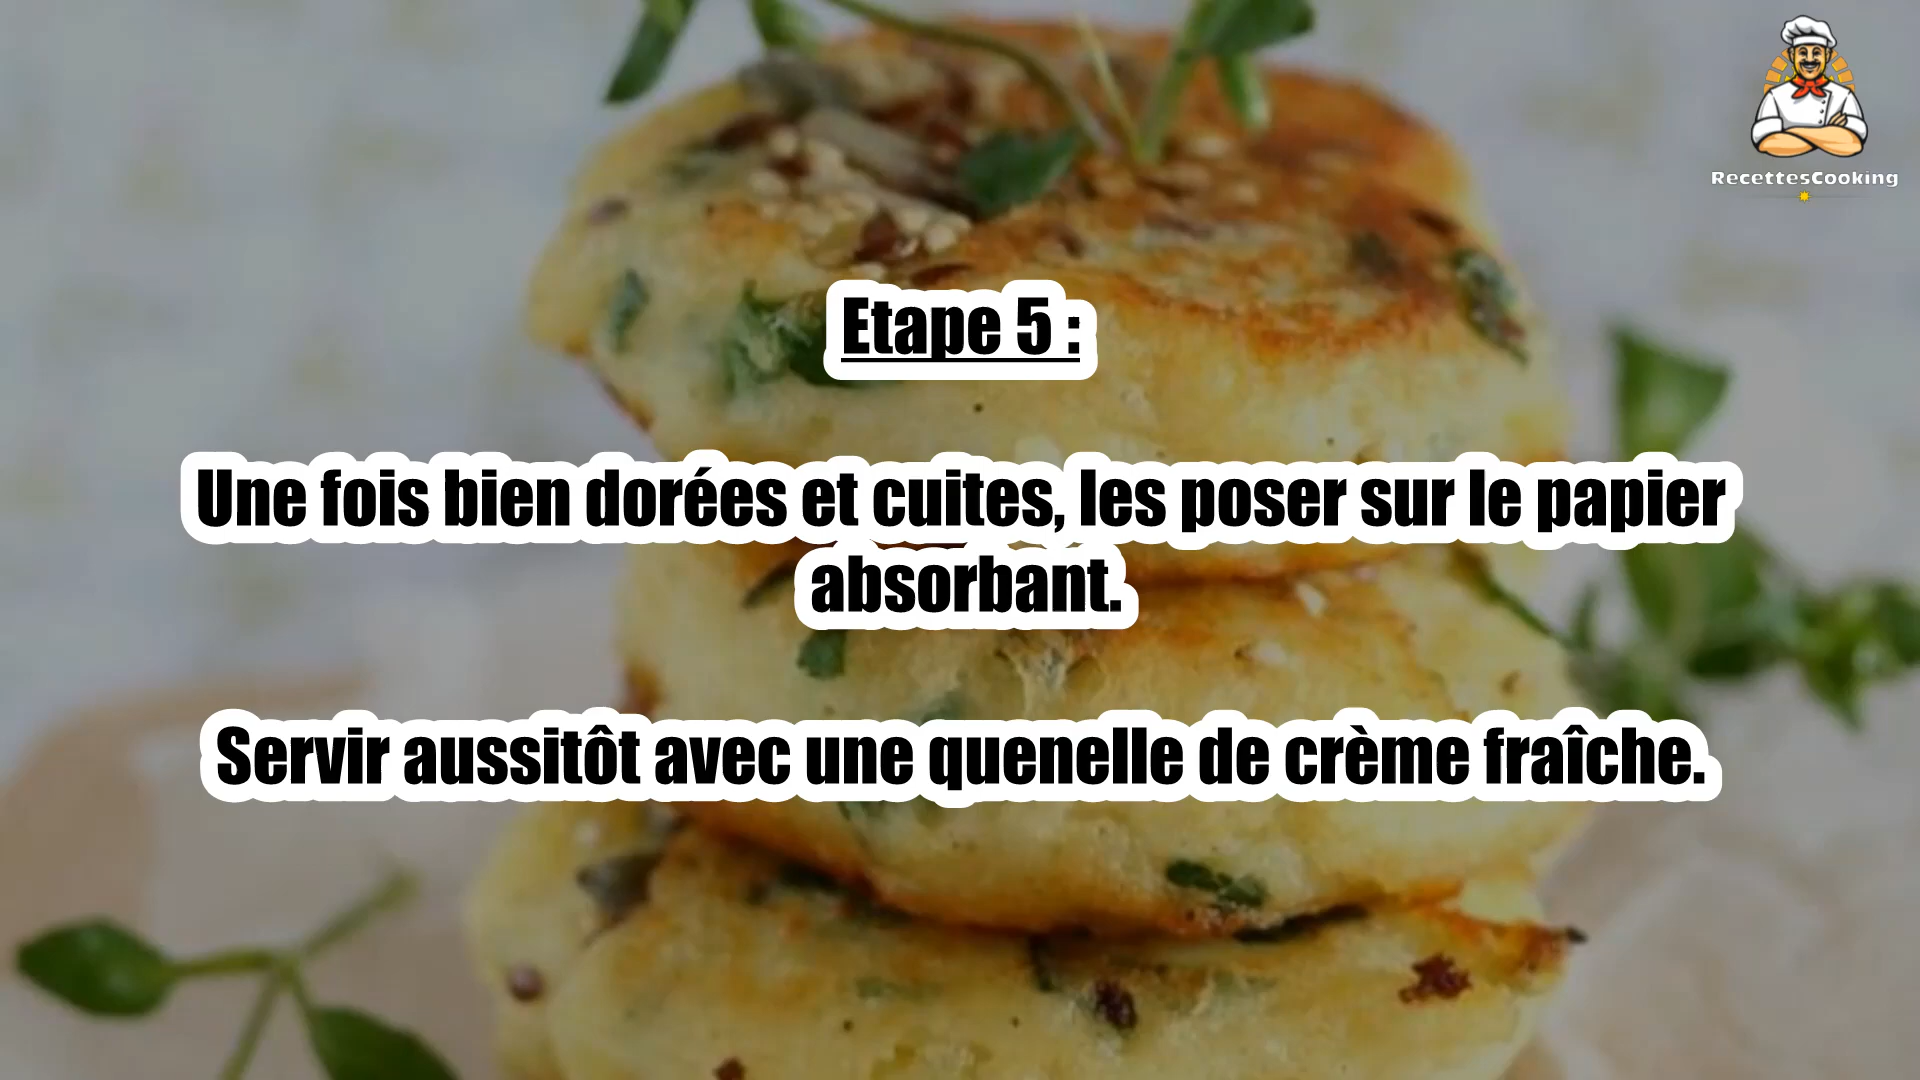 RecettesCooking
Etape 5 :
Une fois bien dorées et cuites, les poser sur le papier
absorbant.
Servir aussitôt avec une quenelle de crème fraîche.